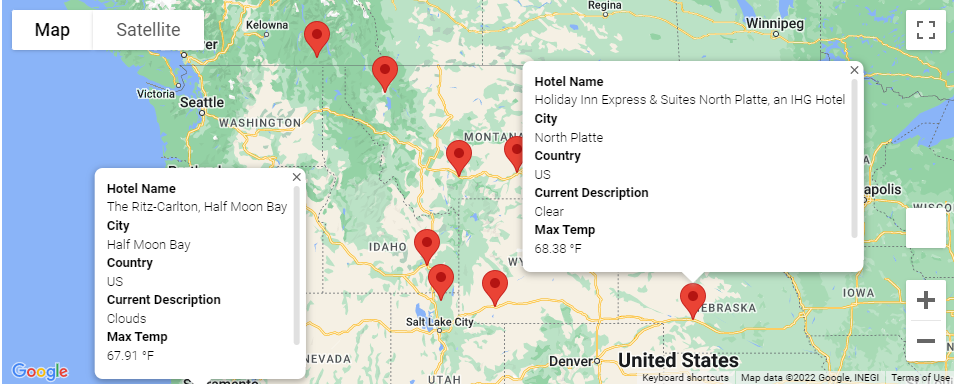 Map
Satellite
Kelowna
Regina
Winnipeg
Victoria
Seattle
WASHINGTON
MONTANA
IDAHO
Salt Lake City
NEVADA
UTAH
Denver
United States
NEBRASKA
IOWA
Hotel Name
The Ritz-Carlton, Half Moon Bay
City
Half Moon Bay
Country
US
Current Description
Clouds
Max Temp
67.91 °F
Hotel Name
Holiday Inn Express & Suites North Platte, an IHG Hotel
City
North Platte
Country
US
Current Description
Clear
Max Temp
68.38 °F
Google
Keyboard shortcuts
Map data ©2022 Google, INEGI
Terms of Use